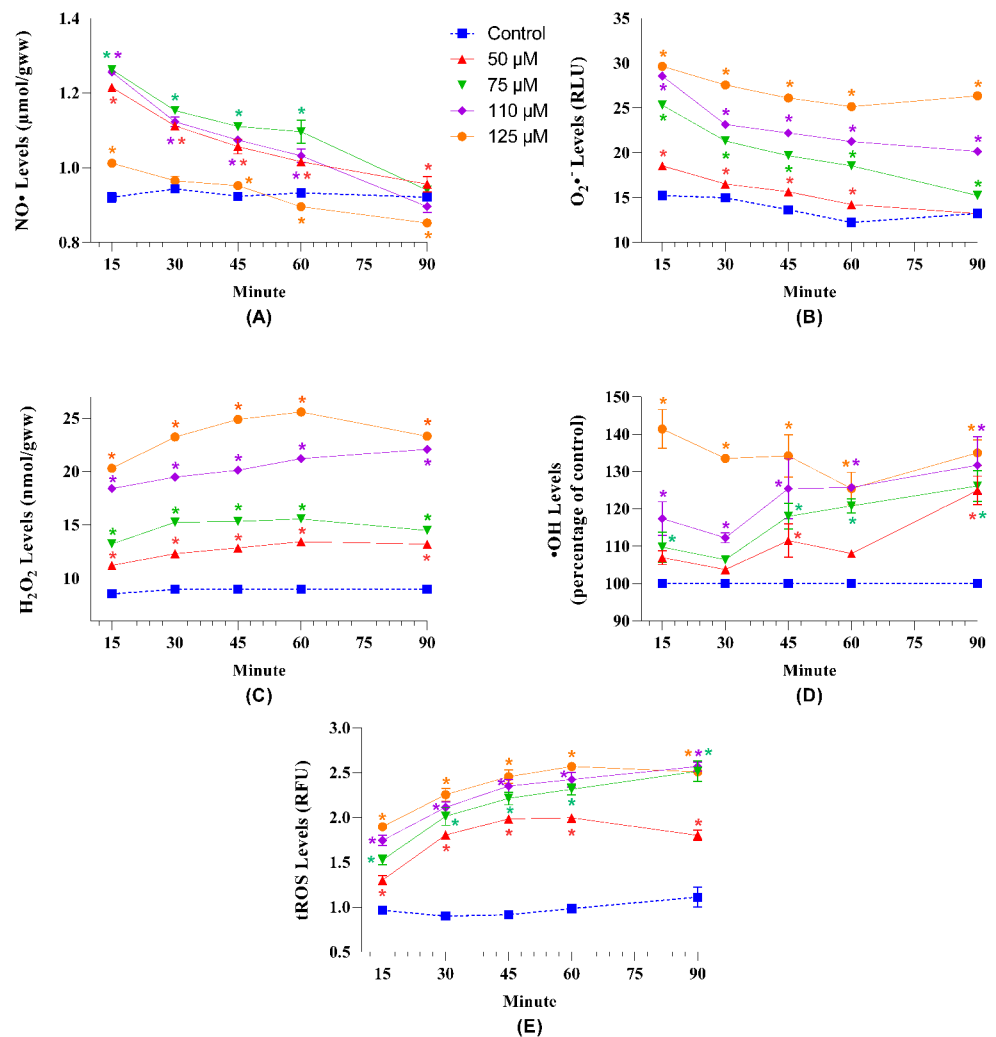 NO• Levels (µmol/gww)
1.4
1.2
1.0
0.8
* *
*
*
*
* *
*
*
* *
*
*
* *
*
*
*
15 30 45 60 75 90
Minute
(A)
Control
50 µM
75 µM
110 µM
125 µM
O₂•⁻ Levels (RLU)
35
30
25
20
15
10
15 30 45 60 75 90
Minute
(B)
H₂O₂ Levels (nmol/gww)
25
20
15
10
15 30 45 60 75 90
Minute
(C)
•OH Levels
(percentage of control)
150
140
130
120
110
100
90
15 30 45 60 75 90
Minute
(D)
tROS Levels (RFU)
3.0
2.5
2.0
1.5
1.0
0.5
15 30 45 60 75 90
Minute
(E)